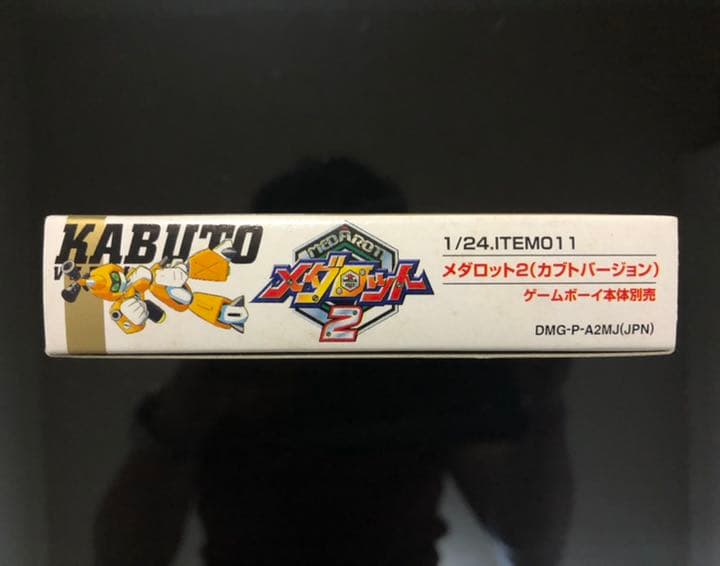 KABUTO
MEDAROT
メダロット
2
1/24.ITEM011
メダロット2(カブトバージョン)
ゲームボーイ本体別売
DMG-P-A2MJ(JPN)